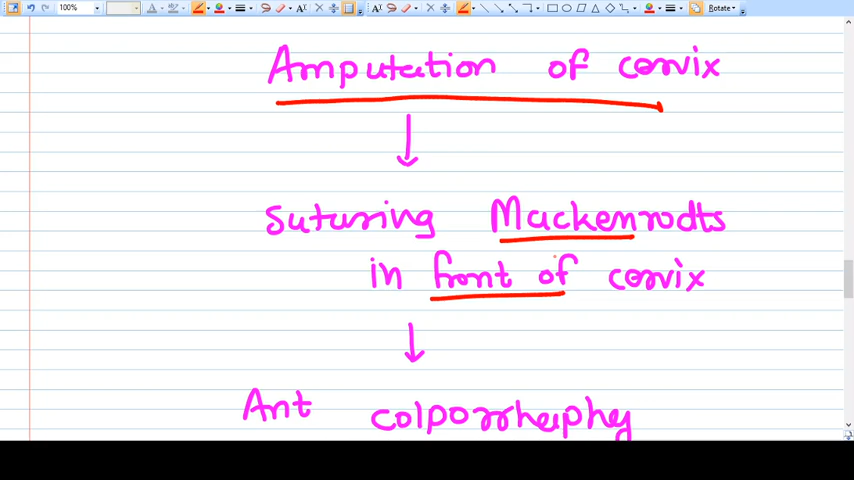 100%
Rotate
Amputation of cervix
Suturing Mackenrodts
in front of cervix
Ant colporrhaphy